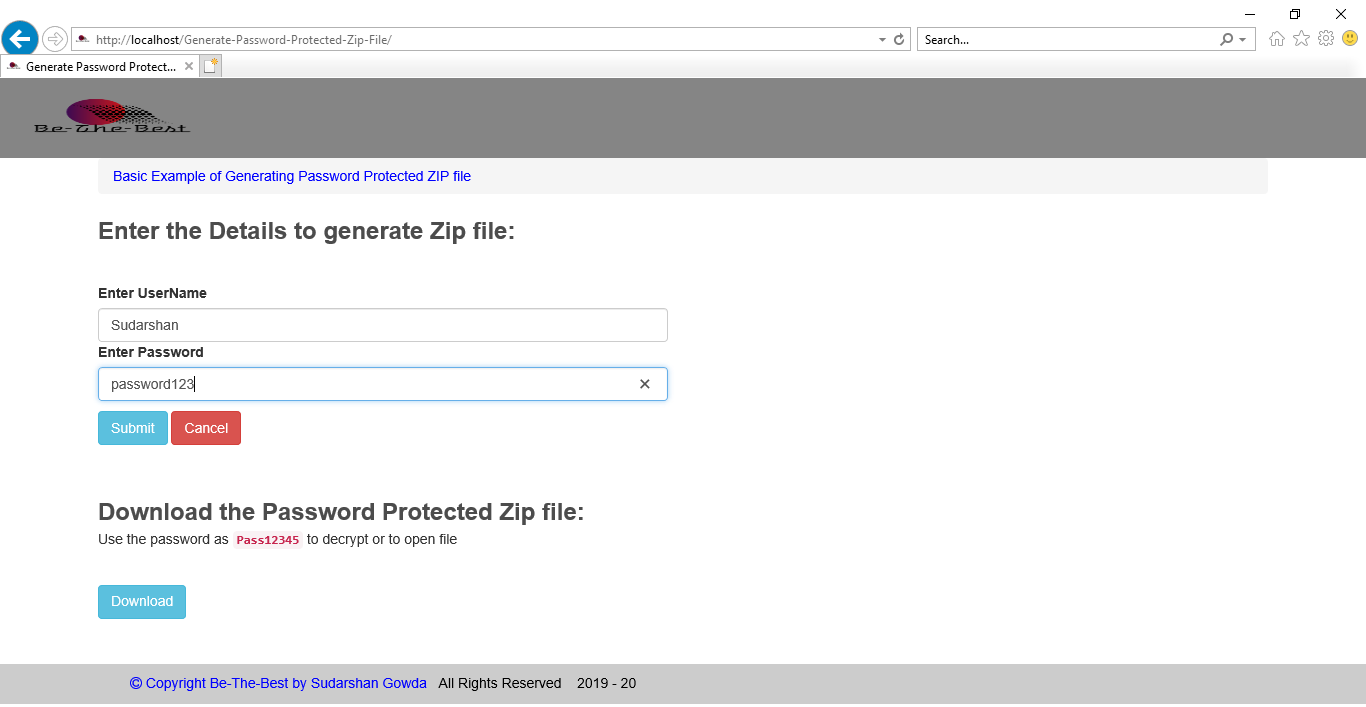 http://localhost/Generate-Password-Protected-Zip-File/
Search...
Generate Password Protect...
Be-The-Best
Basic Example of Generating Password Protected ZIP file
Enter the Details to generate Zip file:
Enter UserName
Sudarshan
Enter Password
password123
Submit Cancel
Download the Password Protected Zip file:
Use the password as Pass12345 to decrypt or to open file
Download
© Copyright Be-The-Best by Sudarshan Gowda All Rights Reserved 2019 - 20